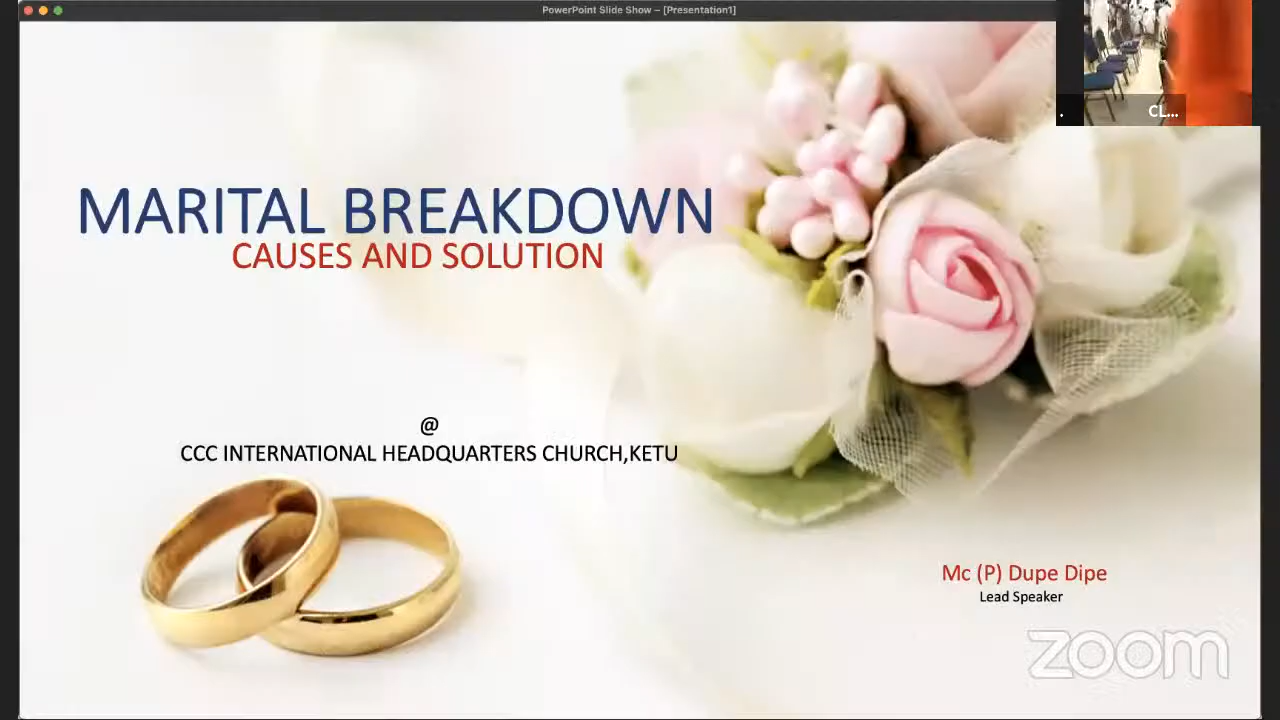 PowerPoint Slide Show – [Presentation1]
. CL...
MARITAL BREAKDOWN
CAUSES AND SOLUTION
@
CCC INTERNATIONAL HEADQUARTERS CHURCH,KETU
Mc (P) Dupe Dipe
Lead Speaker
zoom